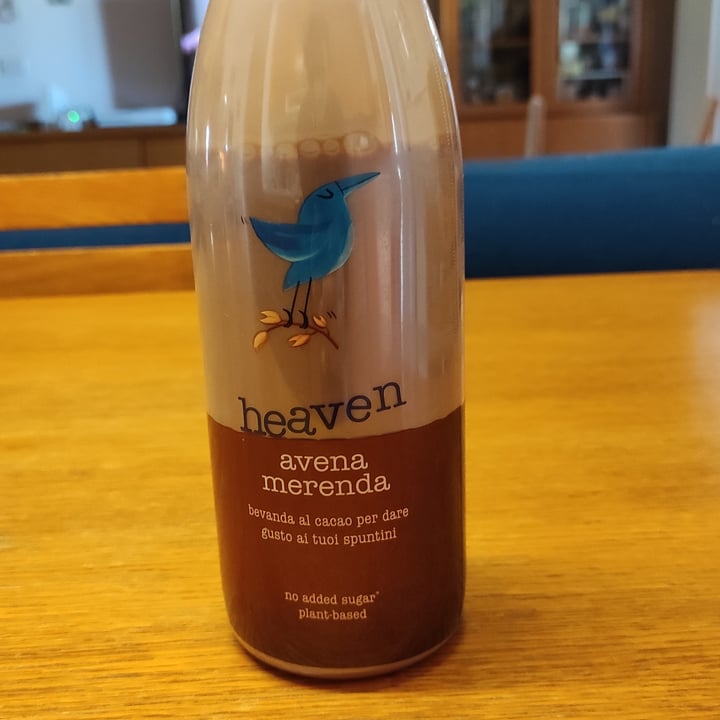 heaven
avena
merenda
bevanda al cacao per dare
gusto ai tuoi spuntini
no added sugar*
plant-based